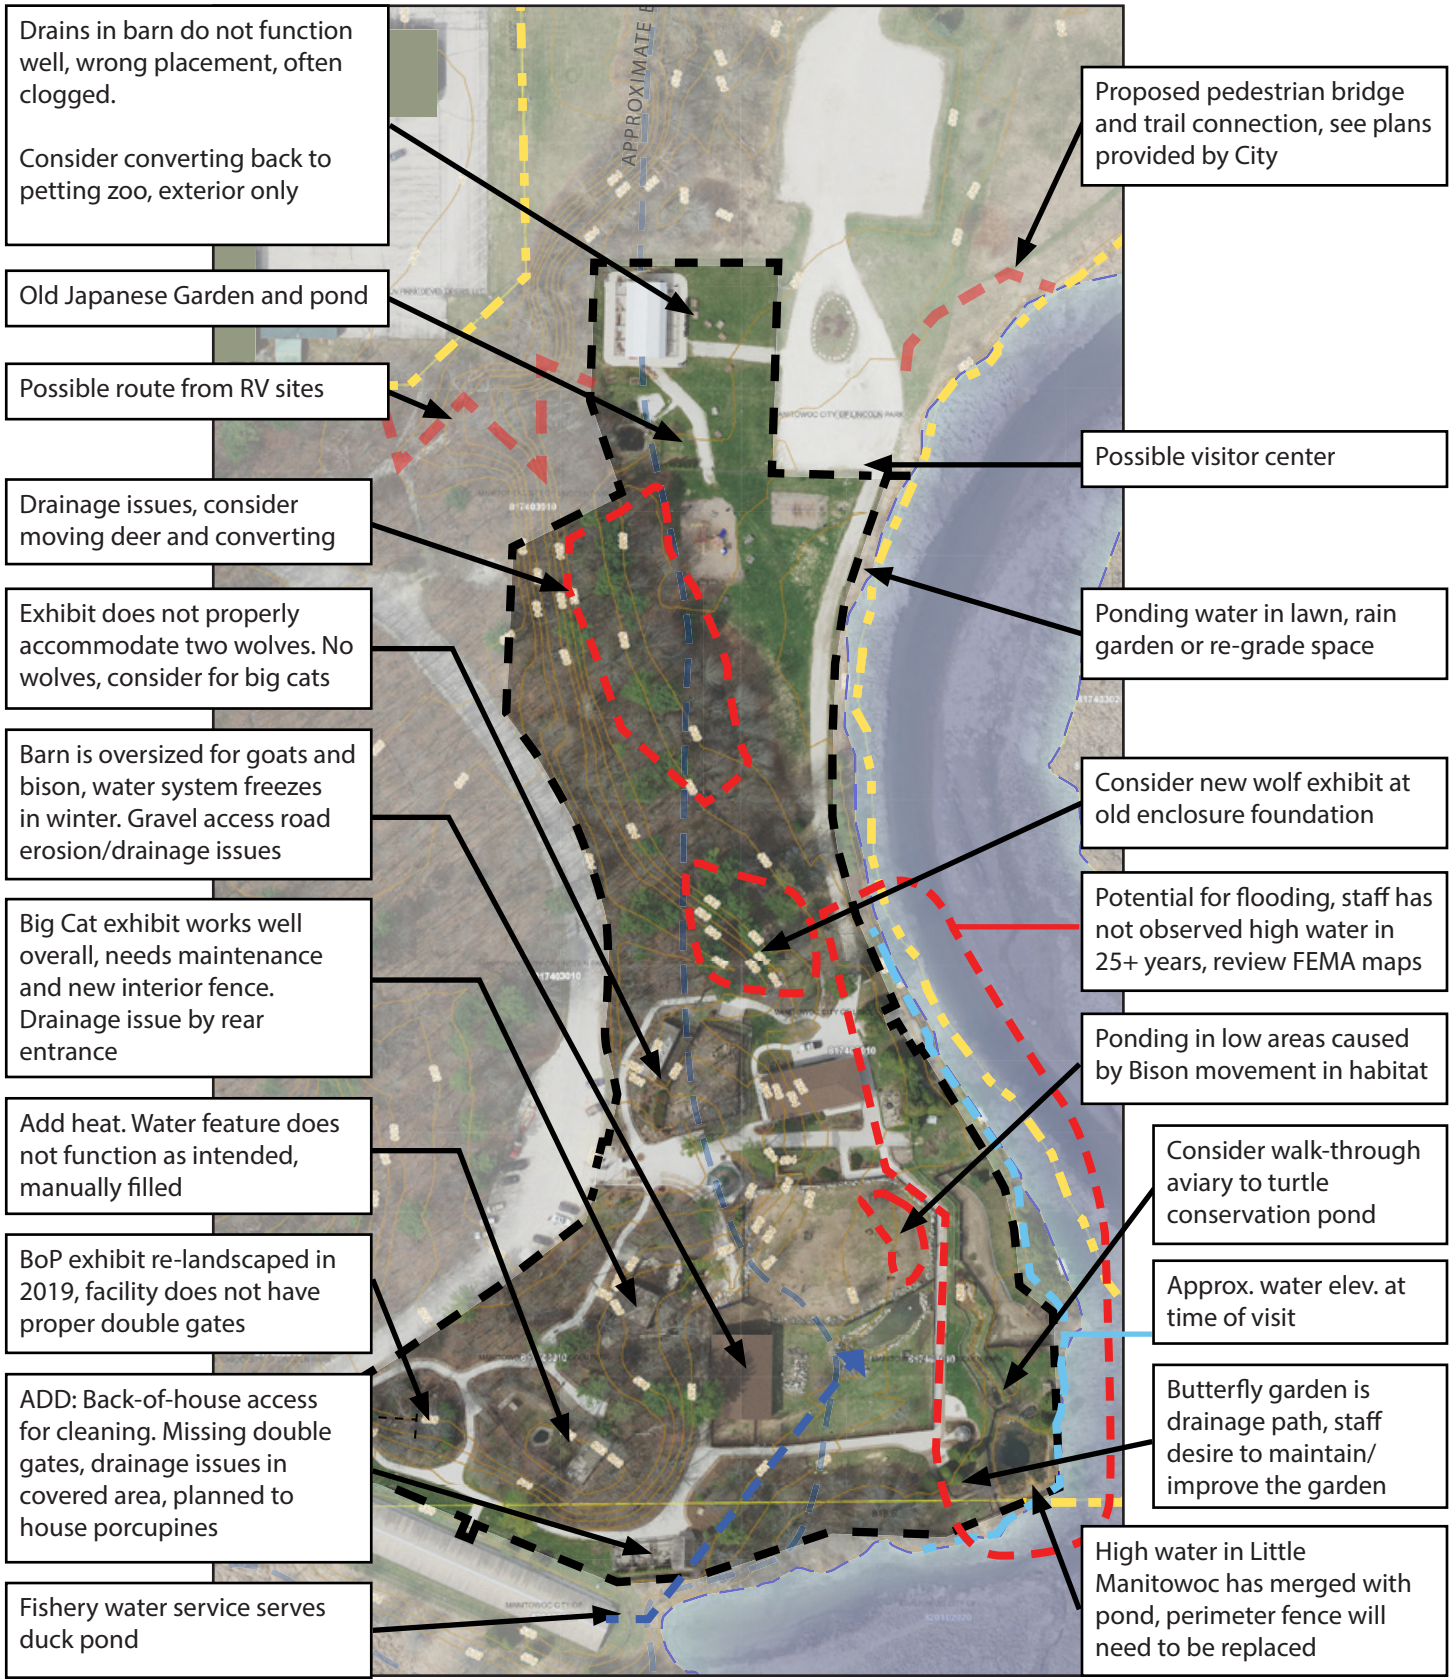 Drains in barn do not function
well, wrong placement, often
clogged.
Consider converting back to
petting zoo, exterior only
Old Japanese Garden and pond
Possible route from RV sites
Drainage issues, consider
moving deer and converting
Exhibit does not properly
accommodate two wolves. No
wolves, consider for big cats
Barn is oversized for goats and
bison, water system freezes
in winter. Gravel access road
erosion/drainage issues
Big Cat exhibit works well
overall, needs maintenance
and new interior fence.
Drainage issue by rear
entrance
Add heat. Water feature does
not function as intended,
manually filled
BoP exhibit re-landscaped in
2019, facility does not have
proper double gates
ADD: Back-of-house access
for cleaning. Missing double
gates, drainage issues in
covered area, planned to
house porcupines
Fishery water service serves
duck pond
APPROXIMATE
Proposed pedestrian bridge
and trail connection, see plans
provided by City
Possible visitor center
Ponding water in lawn, rain
garden or re-grade space
Consider new wolf exhibit at
old enclosure foundation
Potential for flooding, staff has
not observed high water in
25+ years, review FEMA maps
Ponding in low areas caused
by Bison movement in habitat
Consider walk-through
aviary to turtle
conservation pond
Approx. water elev. at
time of visit
Butterfly garden is
drainage path, staff
desire to maintain/
improve the garden
High water in Little
Manitowoc has merged with
pond, perimeter fence will
need to be replaced